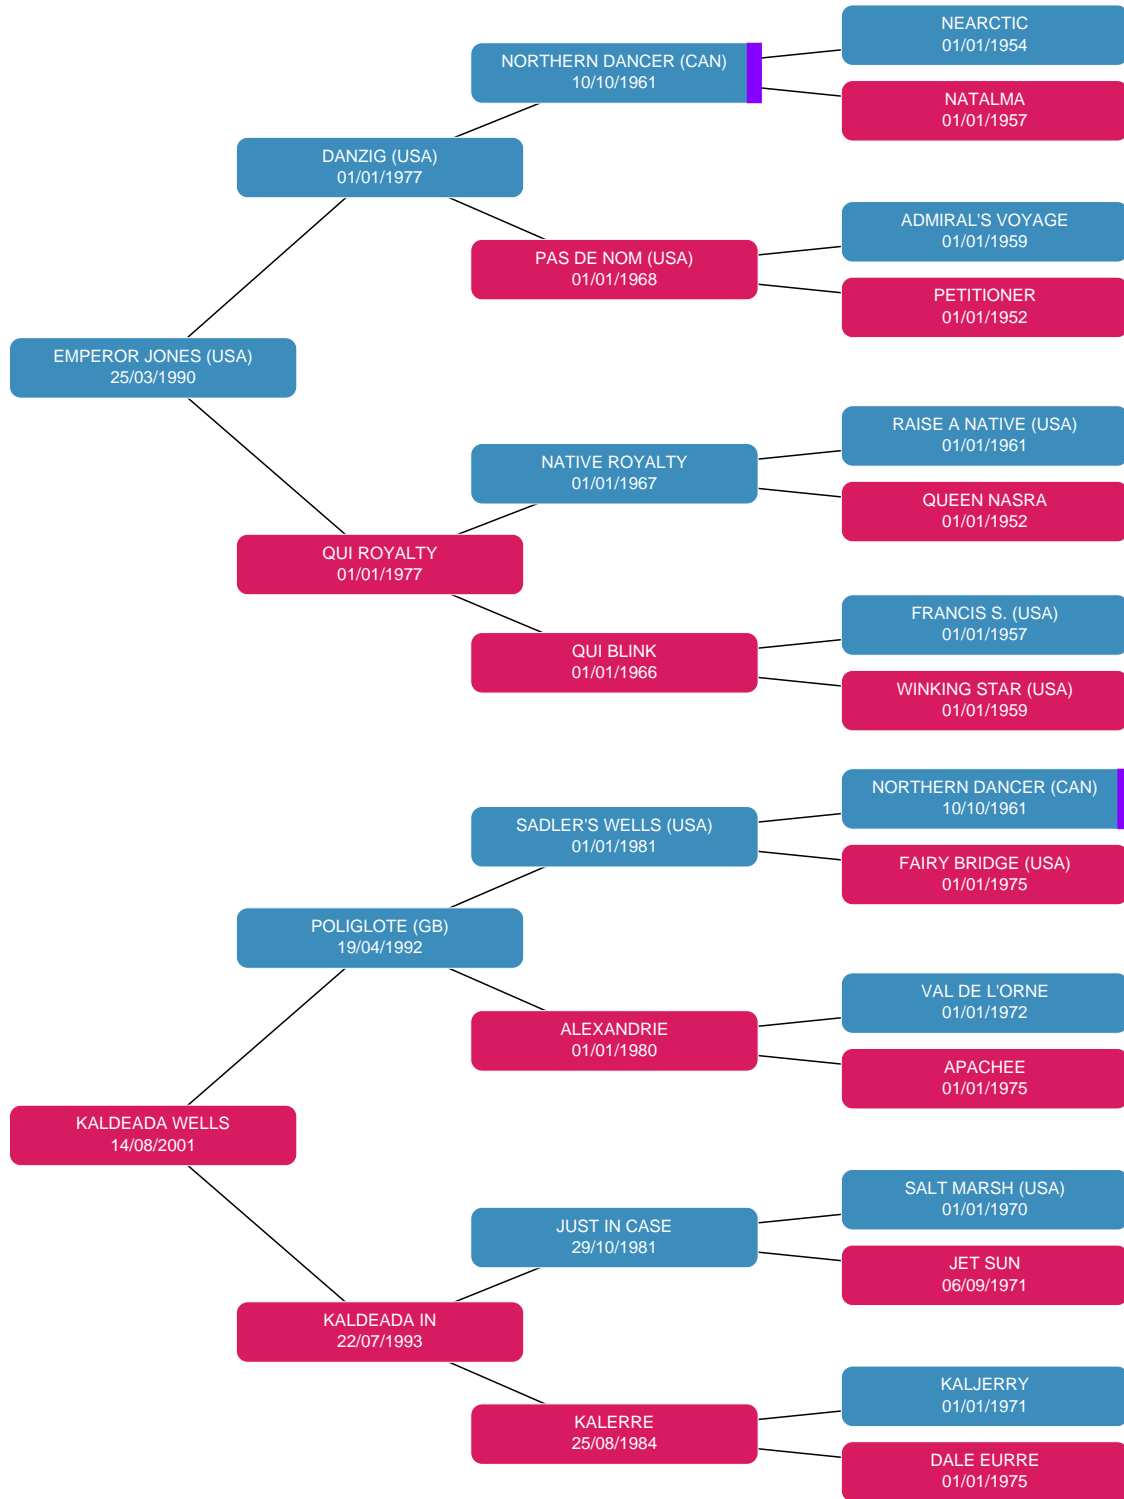 NEARCTIC
01/01/1954
NORTHERN DANCER (CAN)
10/10/1961
NATALMA
01/01/1957
DANZIG (USA)
01/01/1977
ADMIRAL'S VOYAGE
01/01/1959
PAS DE NOM (USA)
01/01/1968
PETITIONER
01/01/1952
EMPEROR JONES (USA)
25/03/1990
RAISE A NATIVE (USA)
01/01/1961
NATIVE ROYALTY
01/01/1967
QUEEN NASRA
01/01/1952
QUI ROYALTY
01/01/1977
FRANCIS S. (USA)
01/01/1957
QUI BLINK
01/01/1966
WINKING STAR (USA)
01/01/1959
NORTHERN DANCER (CAN)
10/10/1961
SADLER'S WELLS (USA)
01/01/1981
FAIRY BRIDGE (USA)
01/01/1975
POLIGLOTE (GB)
19/04/1992
VAL DE L'ORNE
01/01/1972
ALEXANDRIE
01/01/1980
APACHEE
01/01/1975
KALDEADA WELLS
14/08/2001
SALT MARSH (USA)
01/01/1970
JUST IN CASE
29/10/1981
JET SUN
06/09/1971
KALDEADA IN
22/07/1993
KALJERRY
01/01/1971
KALERRE
25/08/1984
DALE EURRE
01/01/1975